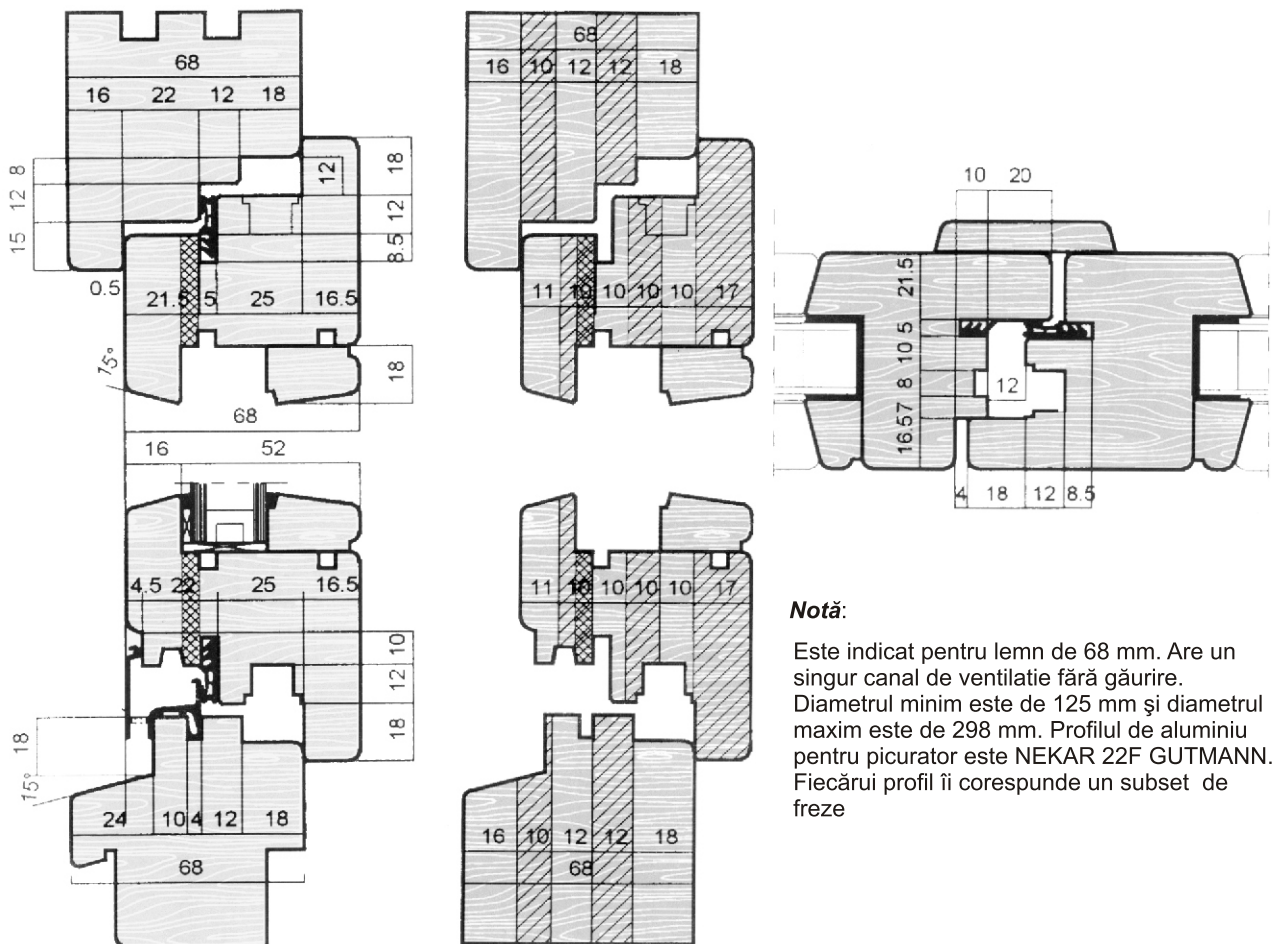 68
16 22 12 18
8
12
15
12
18
12
8.5
0.5
21.5 5 25 16.5
75°
18
68
16 52
4.5 22 25 16.5
10
12
18
18
15°
24 10 4 12 18
68
68
16 10 12 12 18
11 10 10 10 10 17
11 10 10 10 10 17
16 10 12 12 18
68
10 20
21.5
5
10
8
7
16.5
12
4 18 12 8.5
Notă:
Este indicat pentru lemn de 68 mm. Are un
singur canal de ventilatie fără găurire.
Diametrul minim este de 125 mm şi diametrul
maxim este de 298 mm. Profilul de aluminiu
pentru picurator este NEKAR 22F GUTMANN.
Fiecărui profil îi corespunde un subset de
freze